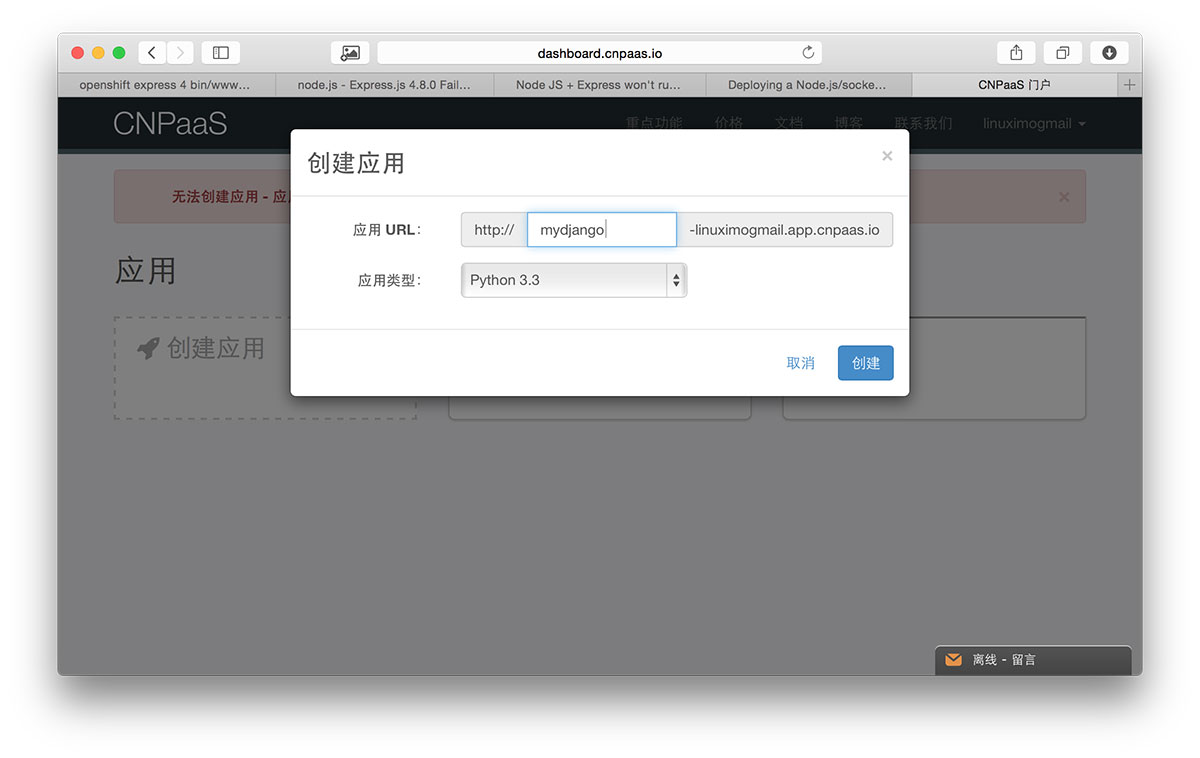 dashboard.cnpaas.io
openshift express 4 bin/www... node.js - Express.js 4.8.0 Fail... Node JS + Express won't ru... Deploying a Node.js/socke... CNPaaS 门户
CNPaaS 重点功能 价格 文档 博客 联系我们 linuximogmail
创建应用 ×
无法创建应用 - 应 ×
应用 URL: http:// mydjango -linuximogmail.app.cnpaas.io
应用
应用类型: Python 3.3
创建应用
取消 创建
离线 - 留言